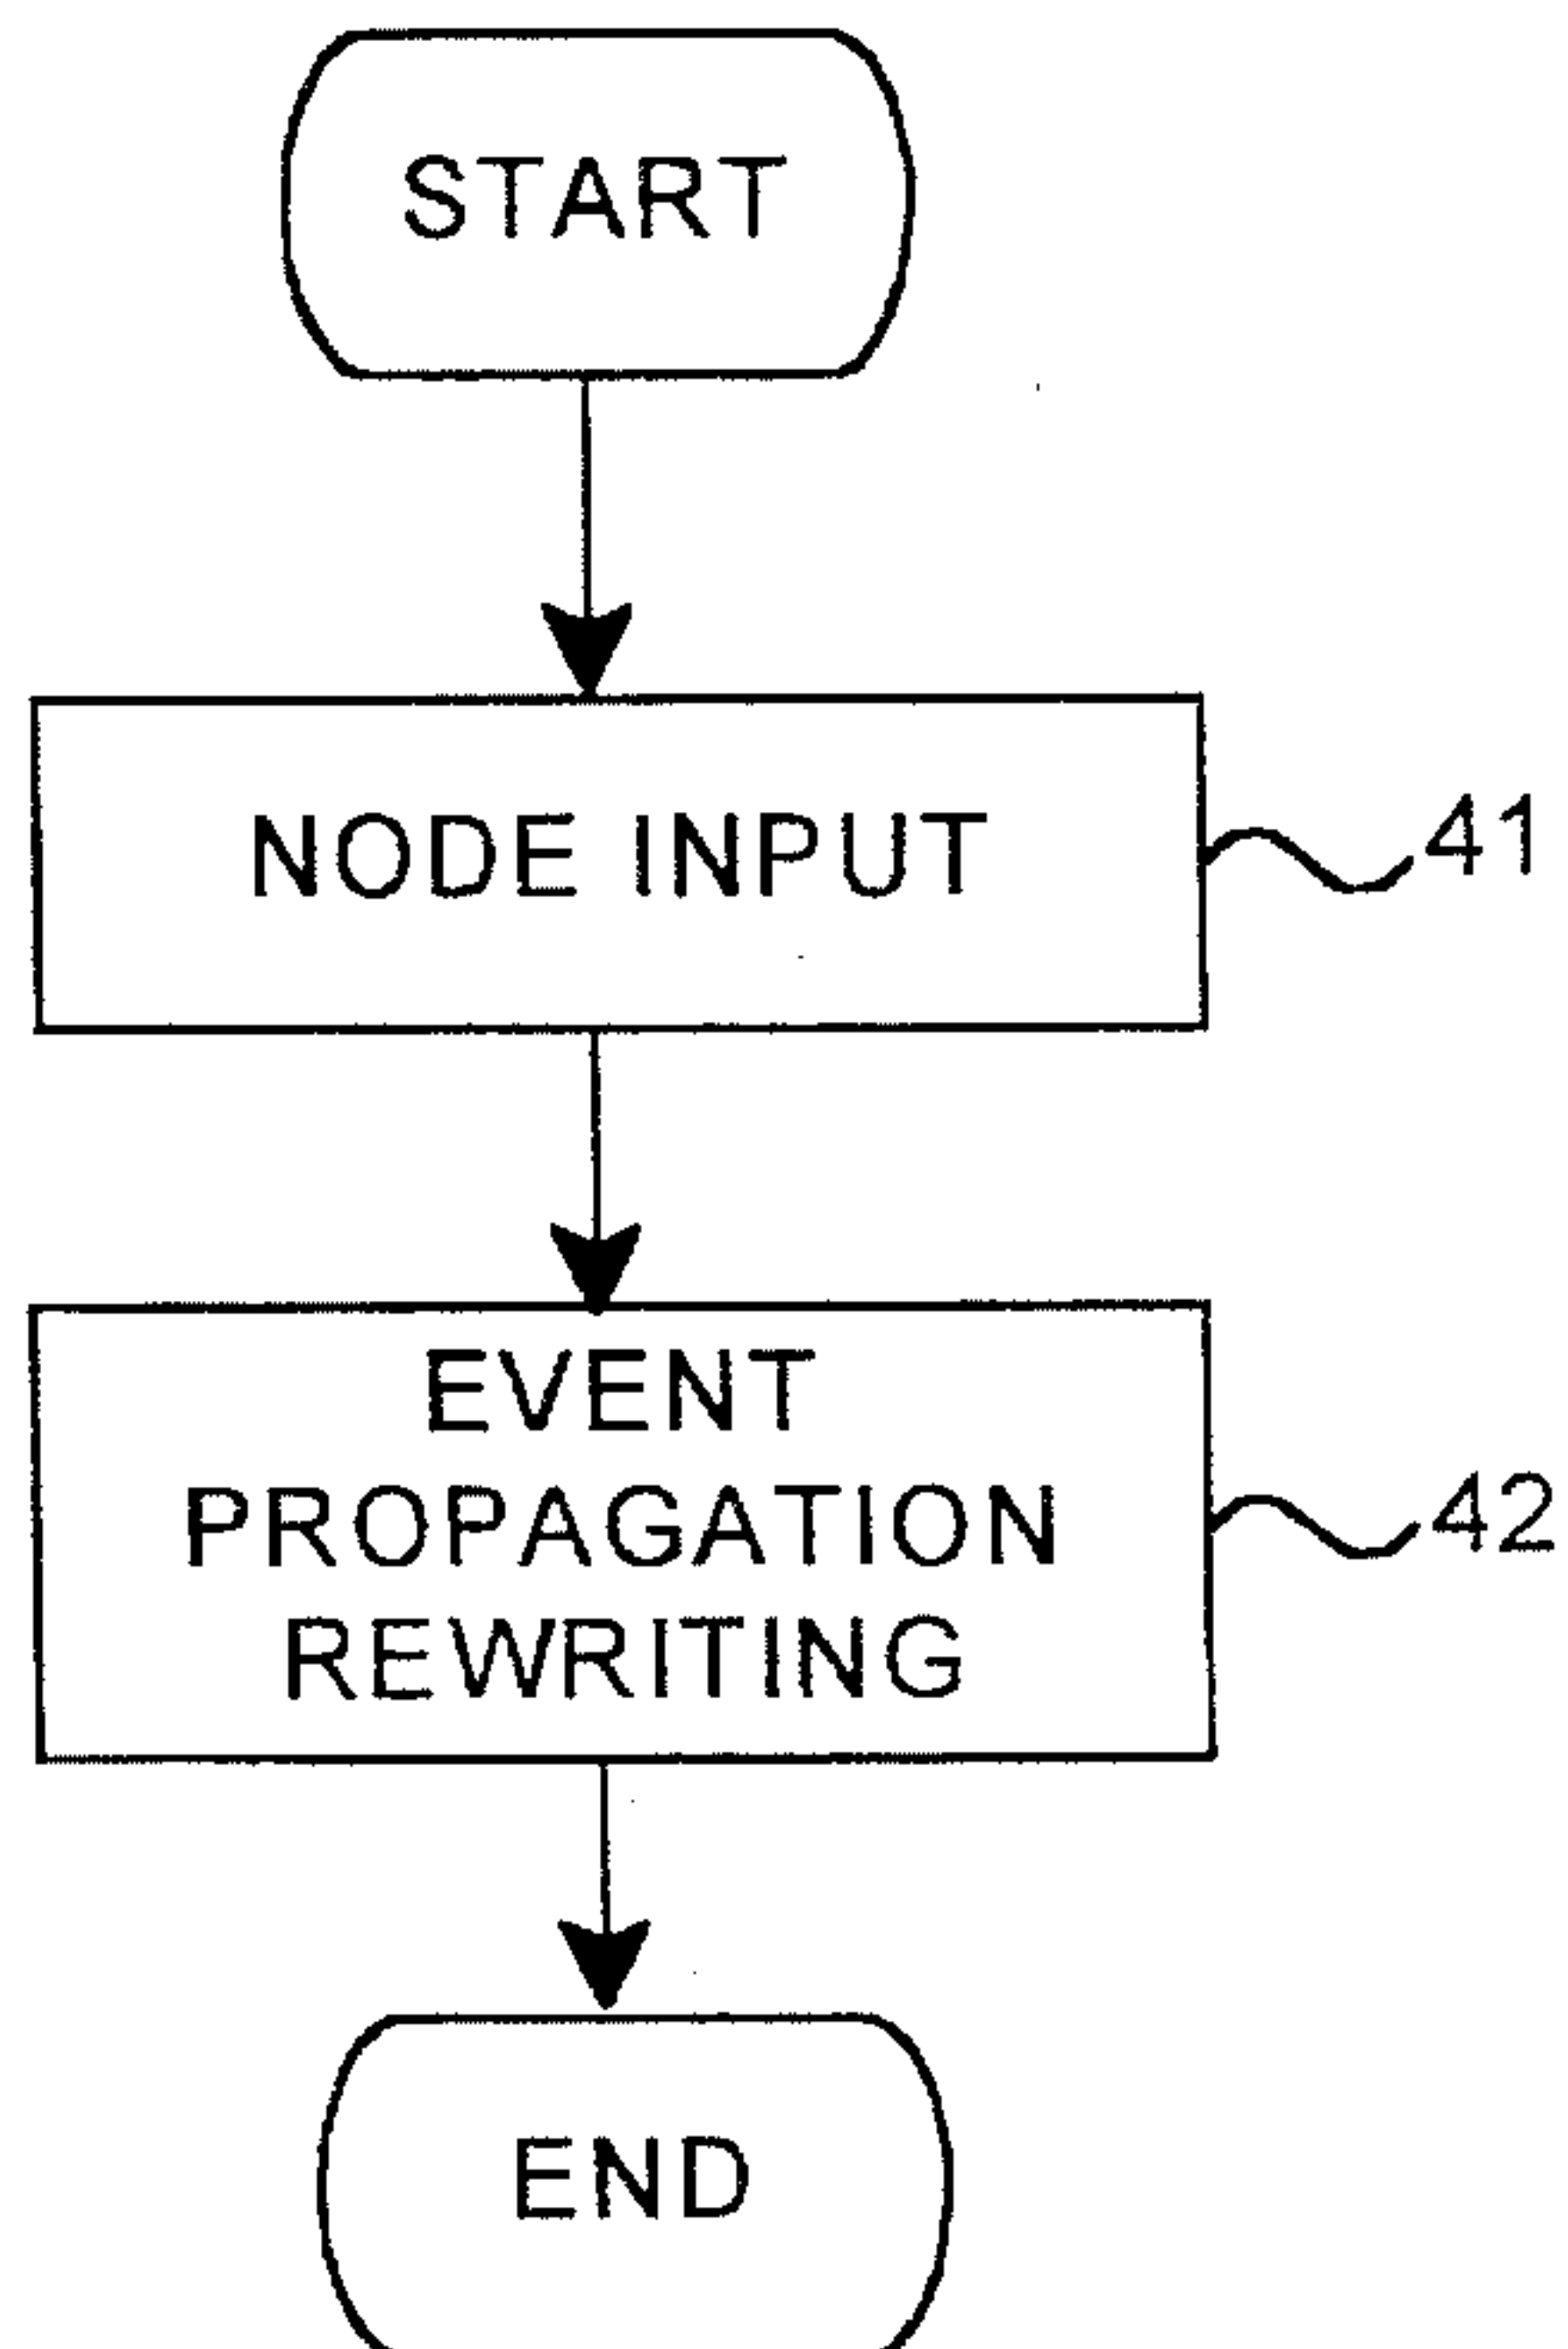 START
NODE INPUT
41
EVENT
PROPAGATION
REWRITING
42
END